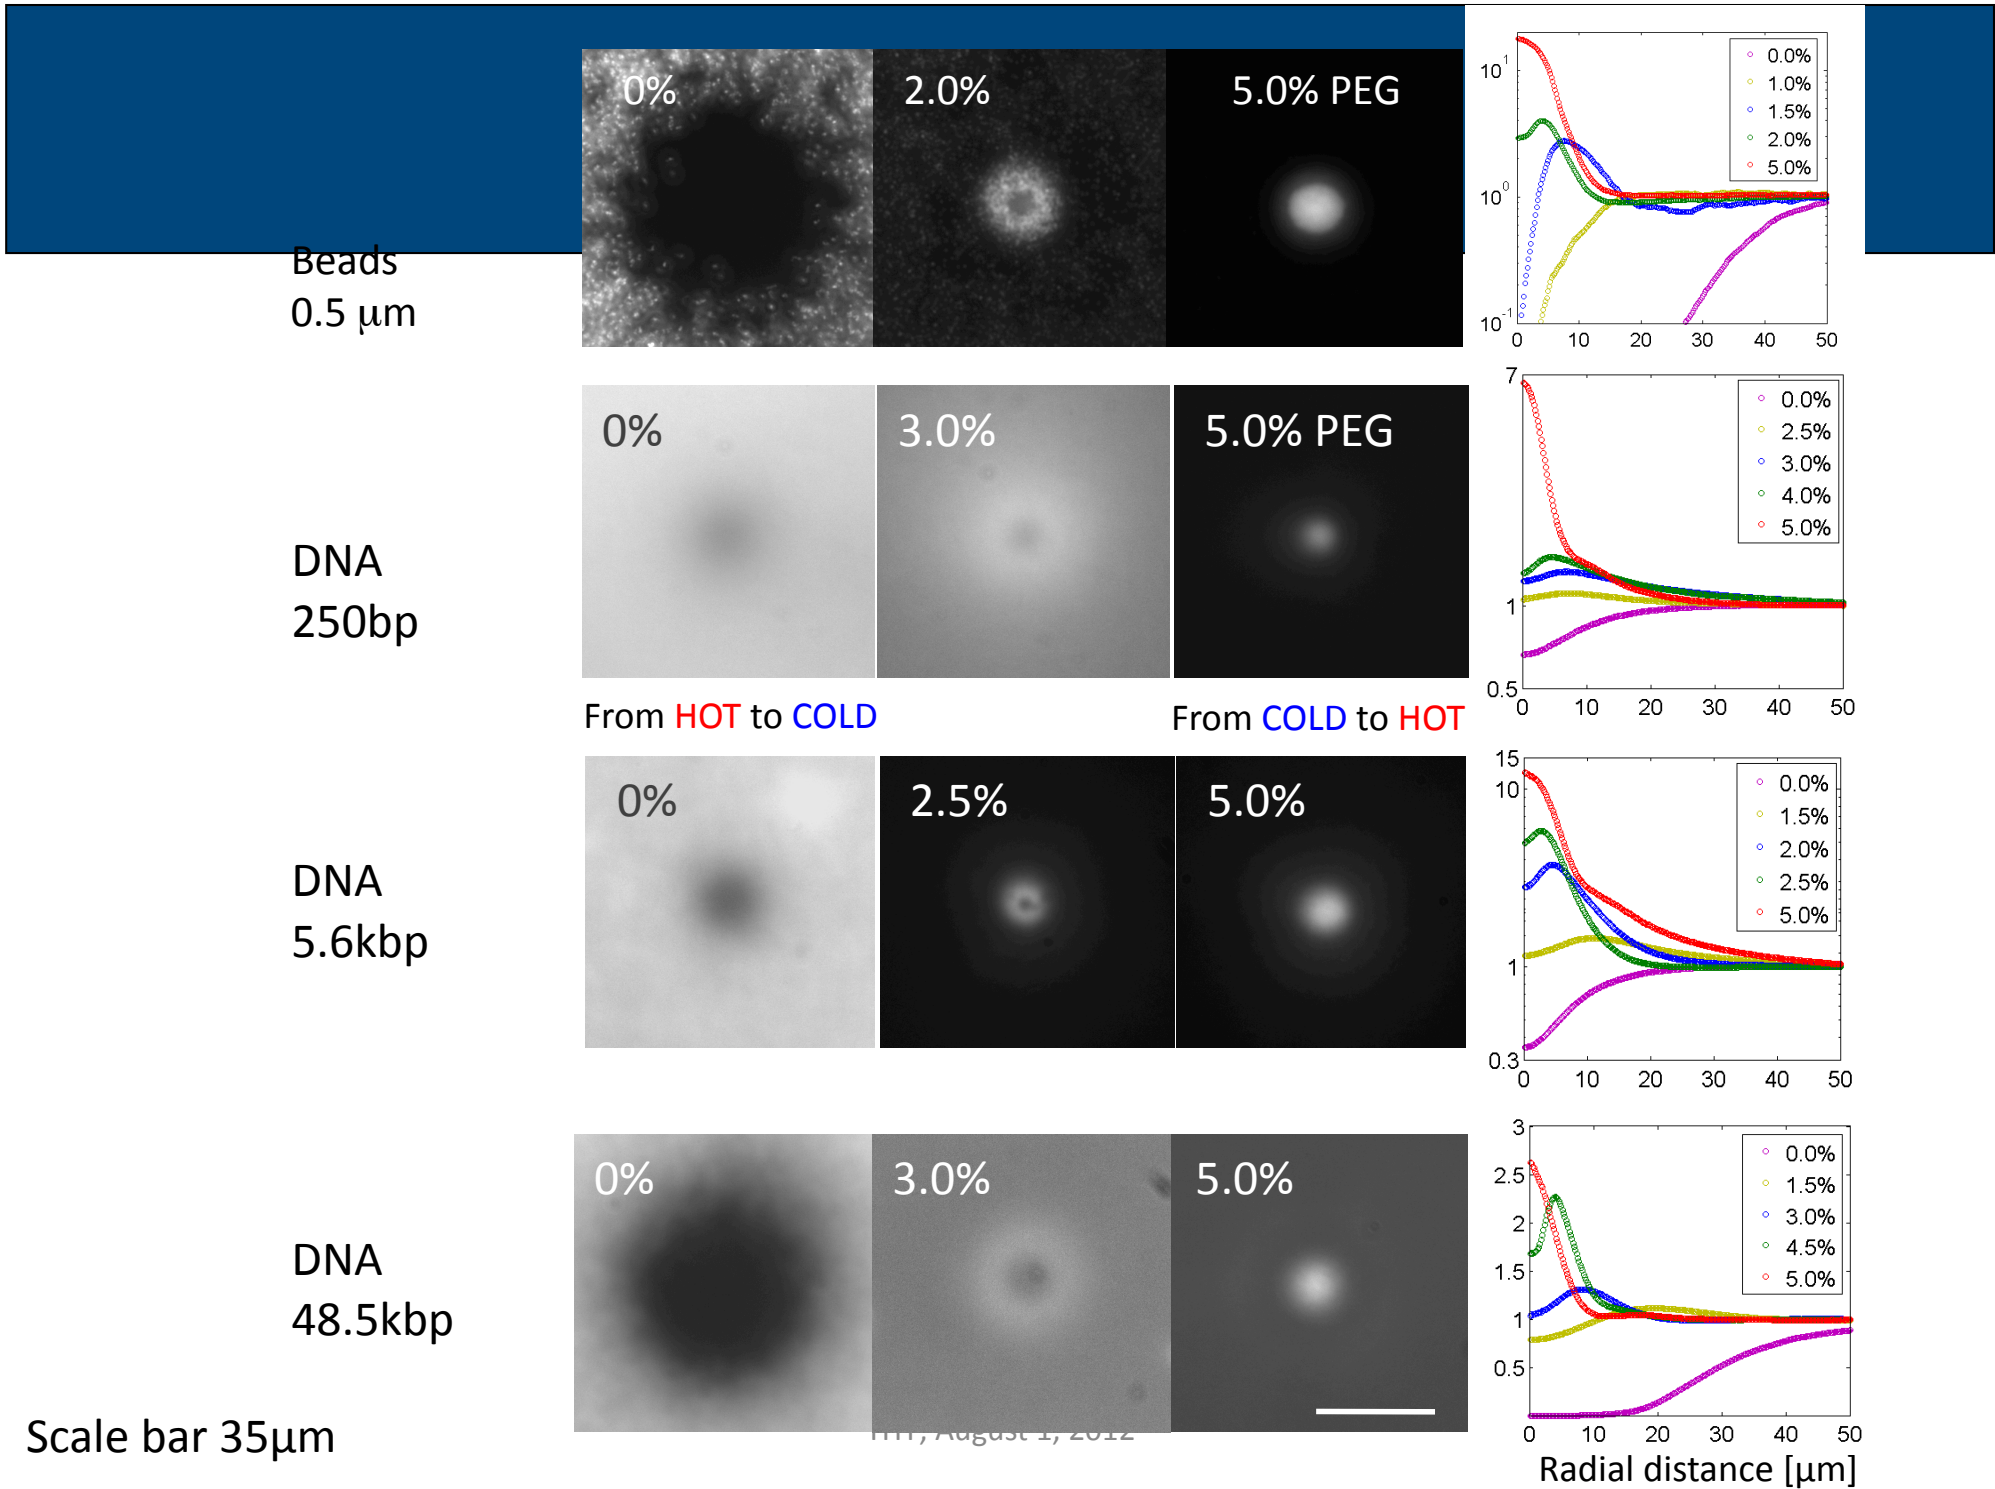 0%
2.0%
5.0% PEG
Beads
0.5 μm
10^1
10^0
10^-1
0 10 20 30 40 50
0.0%
1.0%
1.5%
2.0%
5.0%
0%
3.0%
5.0% PEG
DNA
250bp
7
1
0.5
0 10 20 30 40 50
0.0%
2.5%
3.0%
4.0%
5.0%
From HOT to COLD
From COLD to HOT
0%
2.5%
5.0%
DNA
5.6kbp
15
10
1
0.3
0 10 20 30 40 50
0.0%
1.5%
2.0%
2.5%
5.0%
0%
3.0%
5.0%
DNA
48.5kbp
3
2.5
2
1.5
1
0.5
0 10 20 30 40 50
0.0%
1.5%
3.0%
4.5%
5.0%
Scale bar 35μm
August 1, 2012
Radial distance [μm]